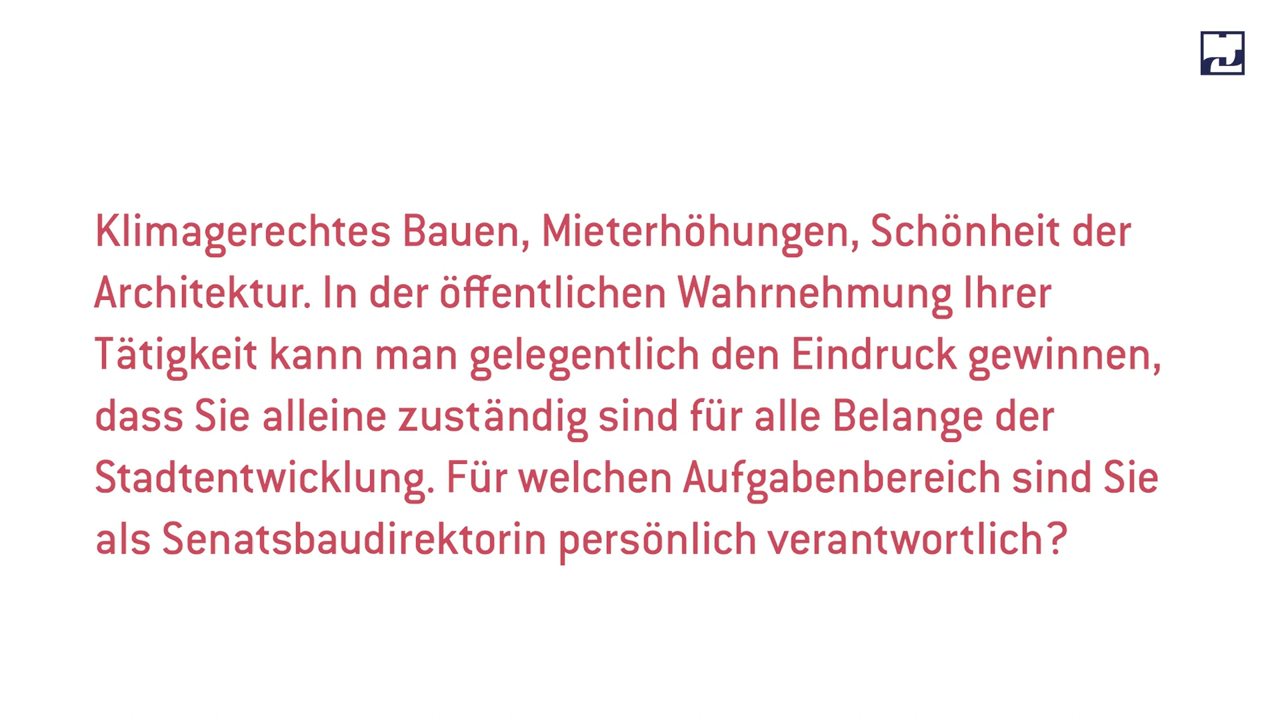 Klimagerechtes Bauen, Mieterhöhungen, Schönheit der
Architektur. In der öffentlichen Wahrnehmung Ihrer
Tätigkeit kann man gelegentlich den Eindruck gewinnen,
dass Sie alleine zuständig sind für alle Belange der
Stadtentwicklung. Für welchen Aufgabenbereich sind Sie
als Senatsbaudirektorin persönlich verantwortlich?